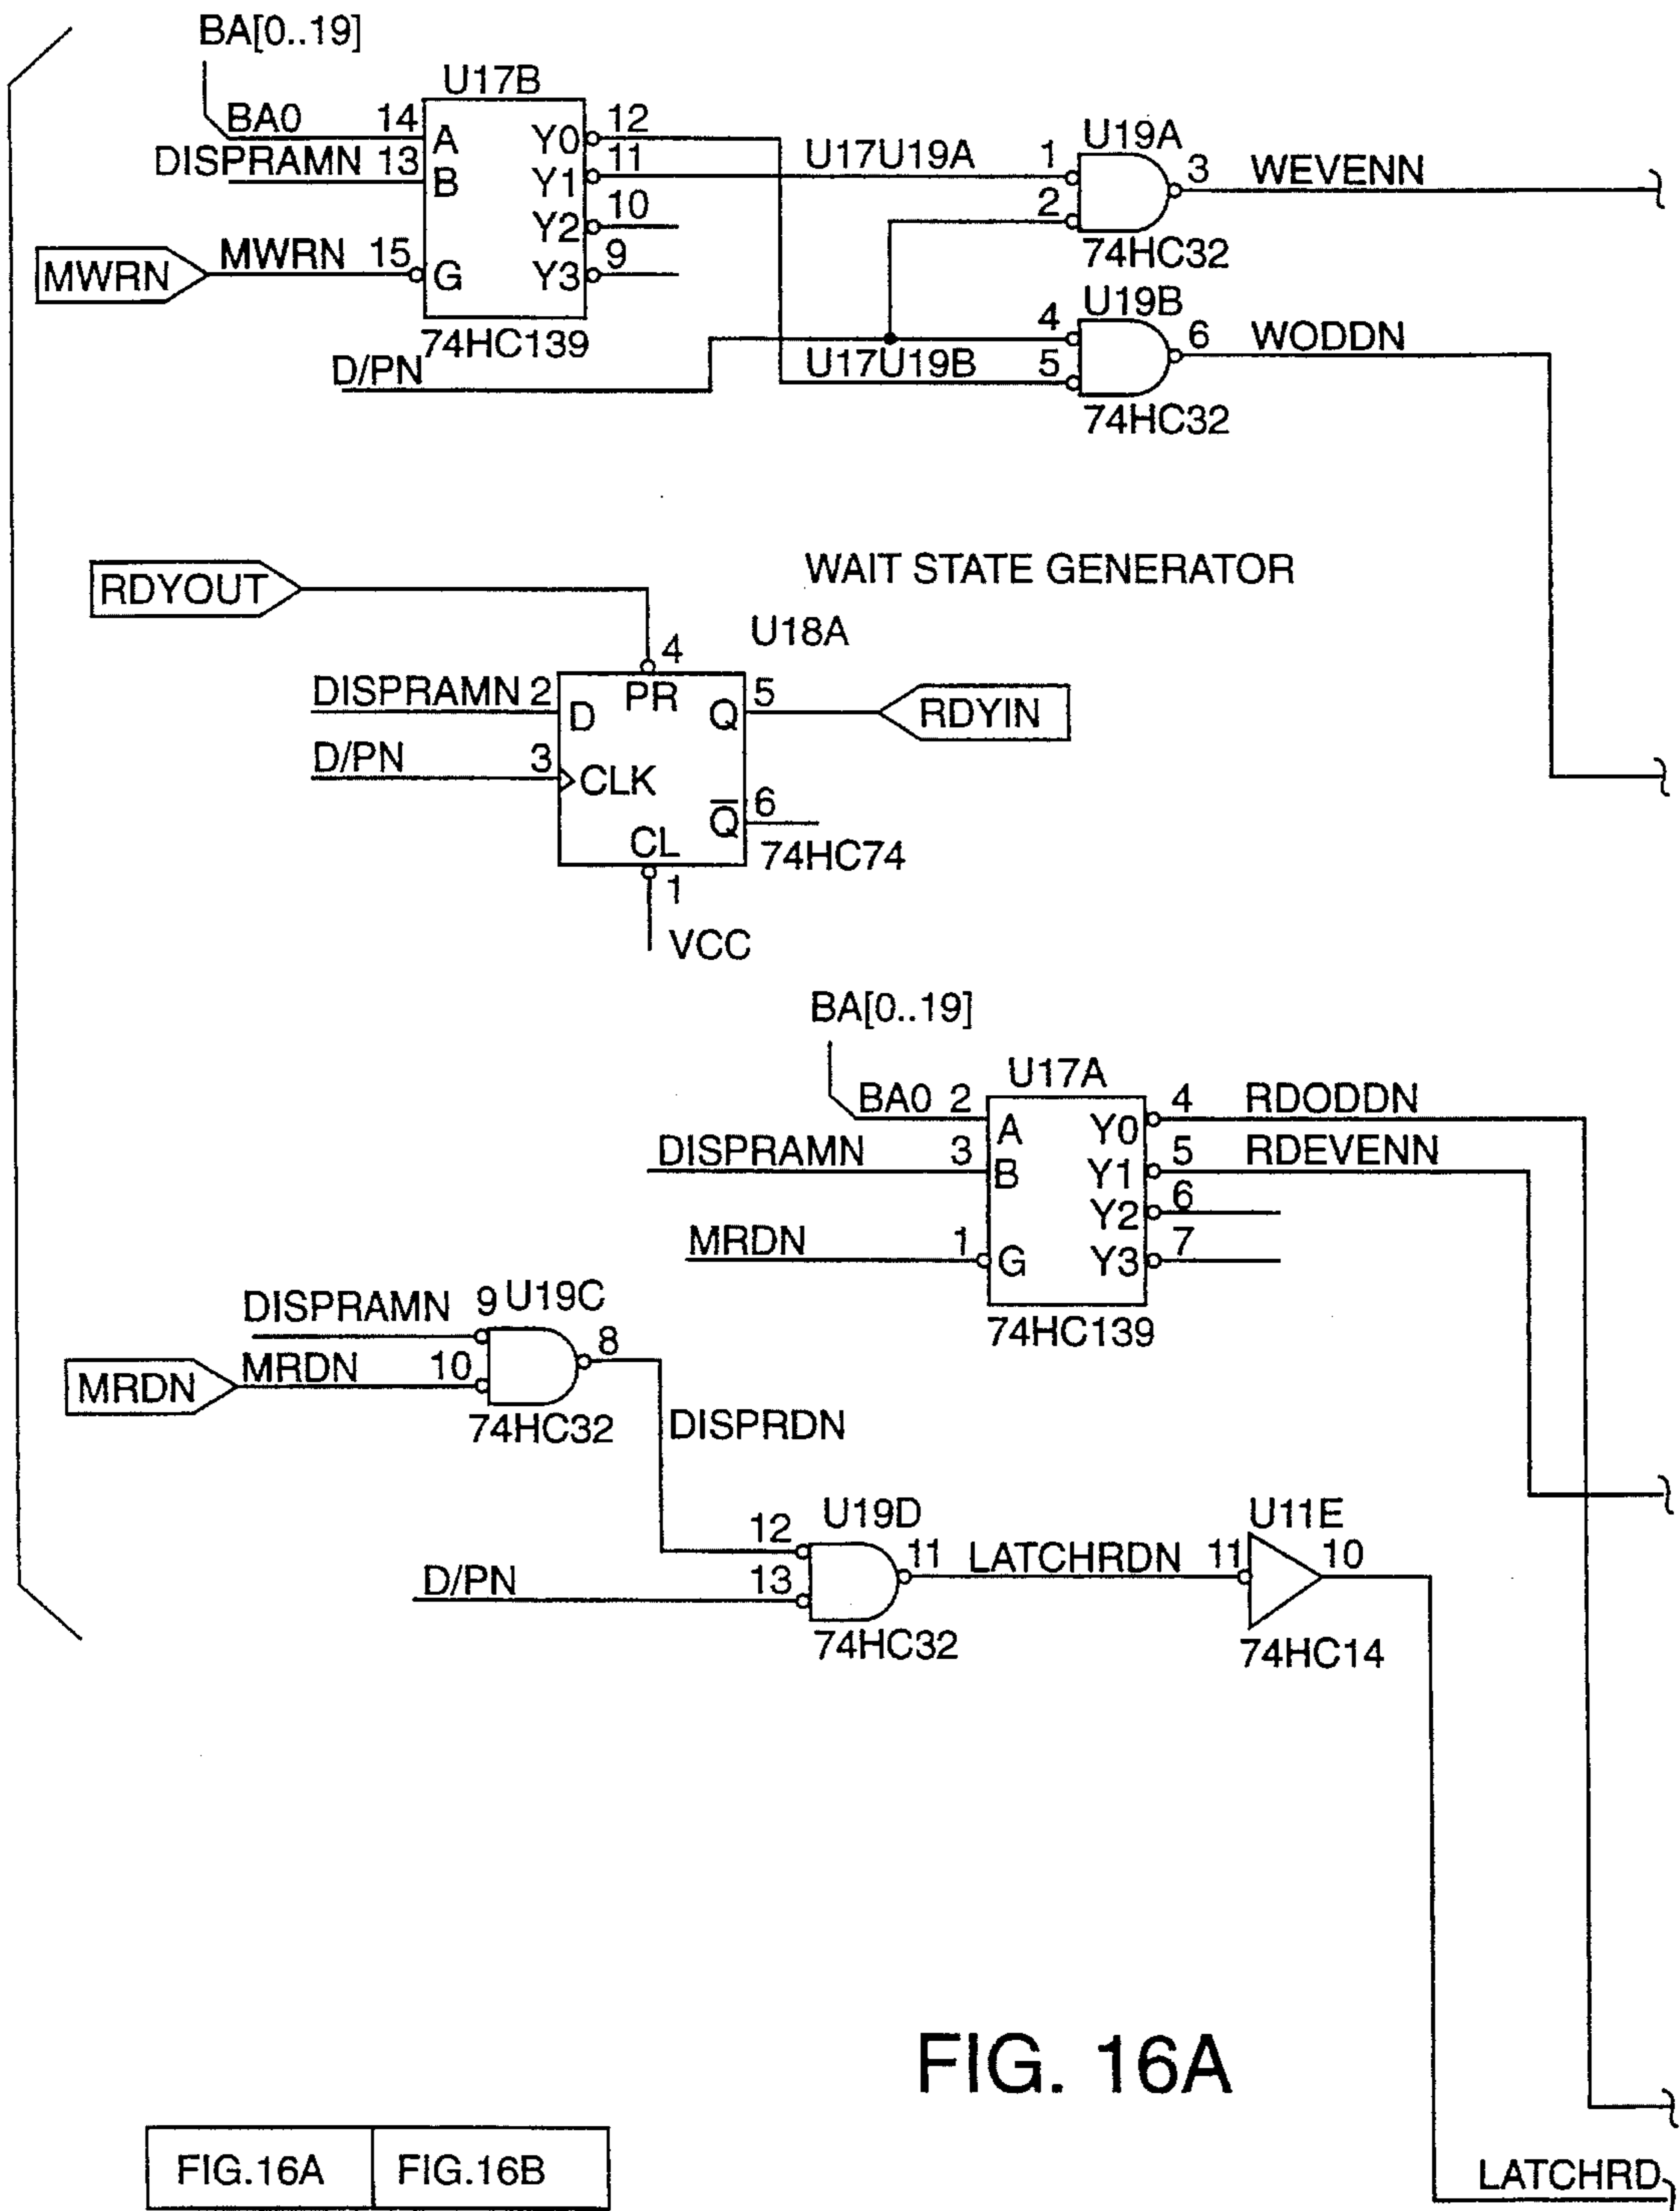 BA[0..19]
U17B
BA0 14 A Y0 12
DISPRAMN 13 B Y1 11
Y2 10
MWRN MWRN 15 G Y3 9
74HC139
U17U19A 1 U19A 3 WEVENN
2
74HC32
D/PN
U17U19B
4 U19B 6 WODDN
5
74HC32
WAIT STATE GENERATOR
RDYOUT
U18A
4
DISPRAMN 2 D PR Q 5 RDYIN
D/PN 3 CLK
Q 6
CL 74HC74
1
VCC
BA[0..19]
U17A
BA0 2 A Y0 4 RDODDN
DISPRAMN 3 B Y1 5 RDEVENN
Y2 6
MRDN 1 G Y3 7
74HC139
DISPRAMN 9 U19C 8
MRDN MRDN 10
74HC32
DISPRDN
12 U19D 11 LATCHRDN 11 U11E 10
D/PN 13
74HC32 74HC14
FIG. 16A
FIG.16A FIG.16B
LATCHRD